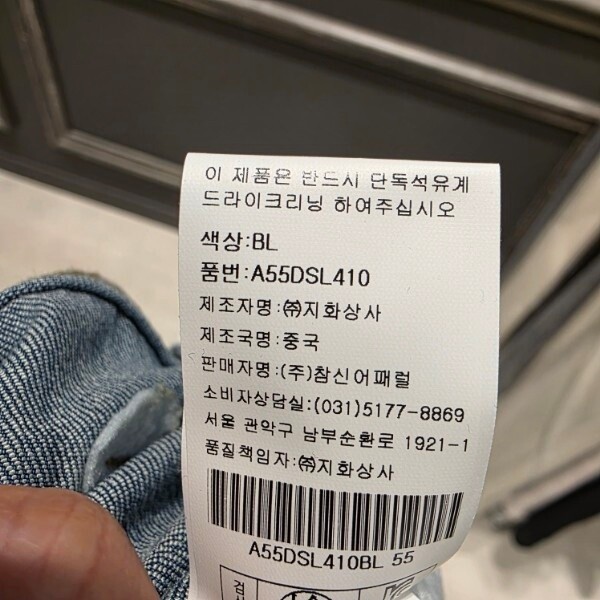 이 제품은 반드시 단독석유계
드라이크리닝 하여주십시오
색상:BL
품번:A55DSL410
제조자명:㈜지화상사
제조국명:중국
판매자명:(주)참신어패럴
소비자상담실:(031)5177-8869
서울 관악구 남부순환로 1921-1
품질책임자:㈜지화상사
A55DSL410BL 55
검